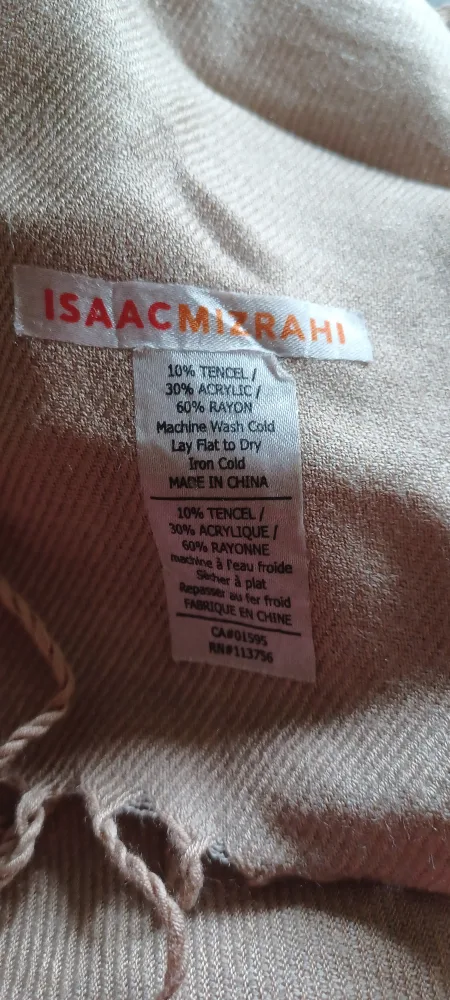 ISAACMIZRAHI
10% TENCEL /
30% ACRYLIC /
60% RAYON
Machine Wash Cold
Lay Flat to Dry
Iron Cold
MADE IN CHINA
10% TENCEL /
30% ACRYLIQUE /
60% RAYONNE
machine à l'eau froide
Sècher à plat
Repasser au fer froid
FABRIQUE EN CHINE
CA#01595
RN#113756